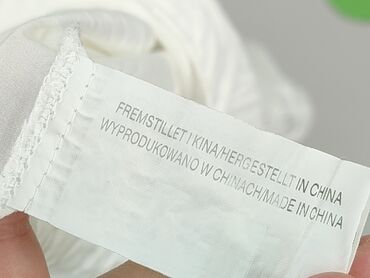 FREMSTILLET I KINA/HERGESTELLT IN CHINA
WYPRODUKOWANO W CHINACH/MADE IN CHINA